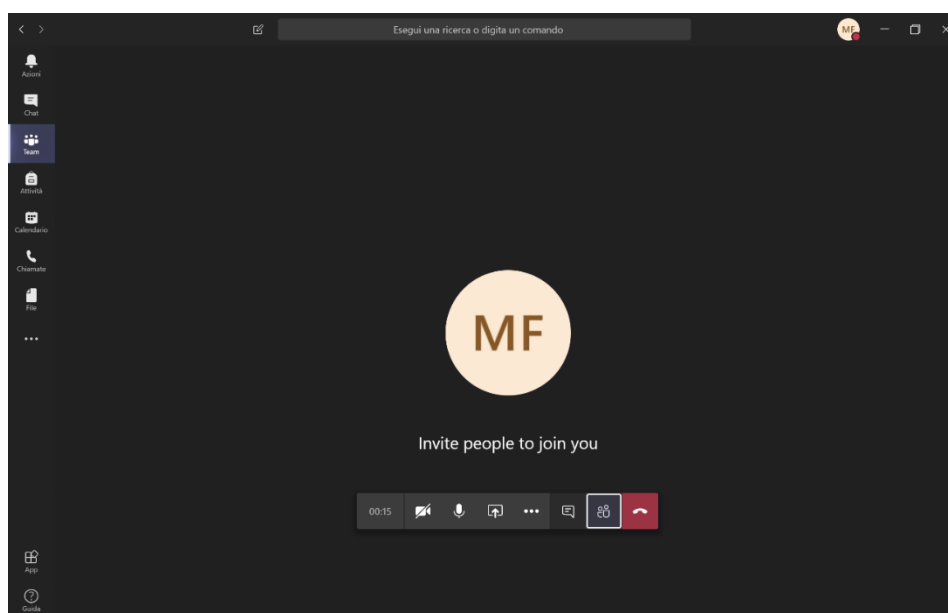 Esegui una ricerca o digita un comando
MF
Azioni
Chat
Team
Attività
Calendario
Chiamate
File
MF
Invite people to join you
00:15
App
Guida